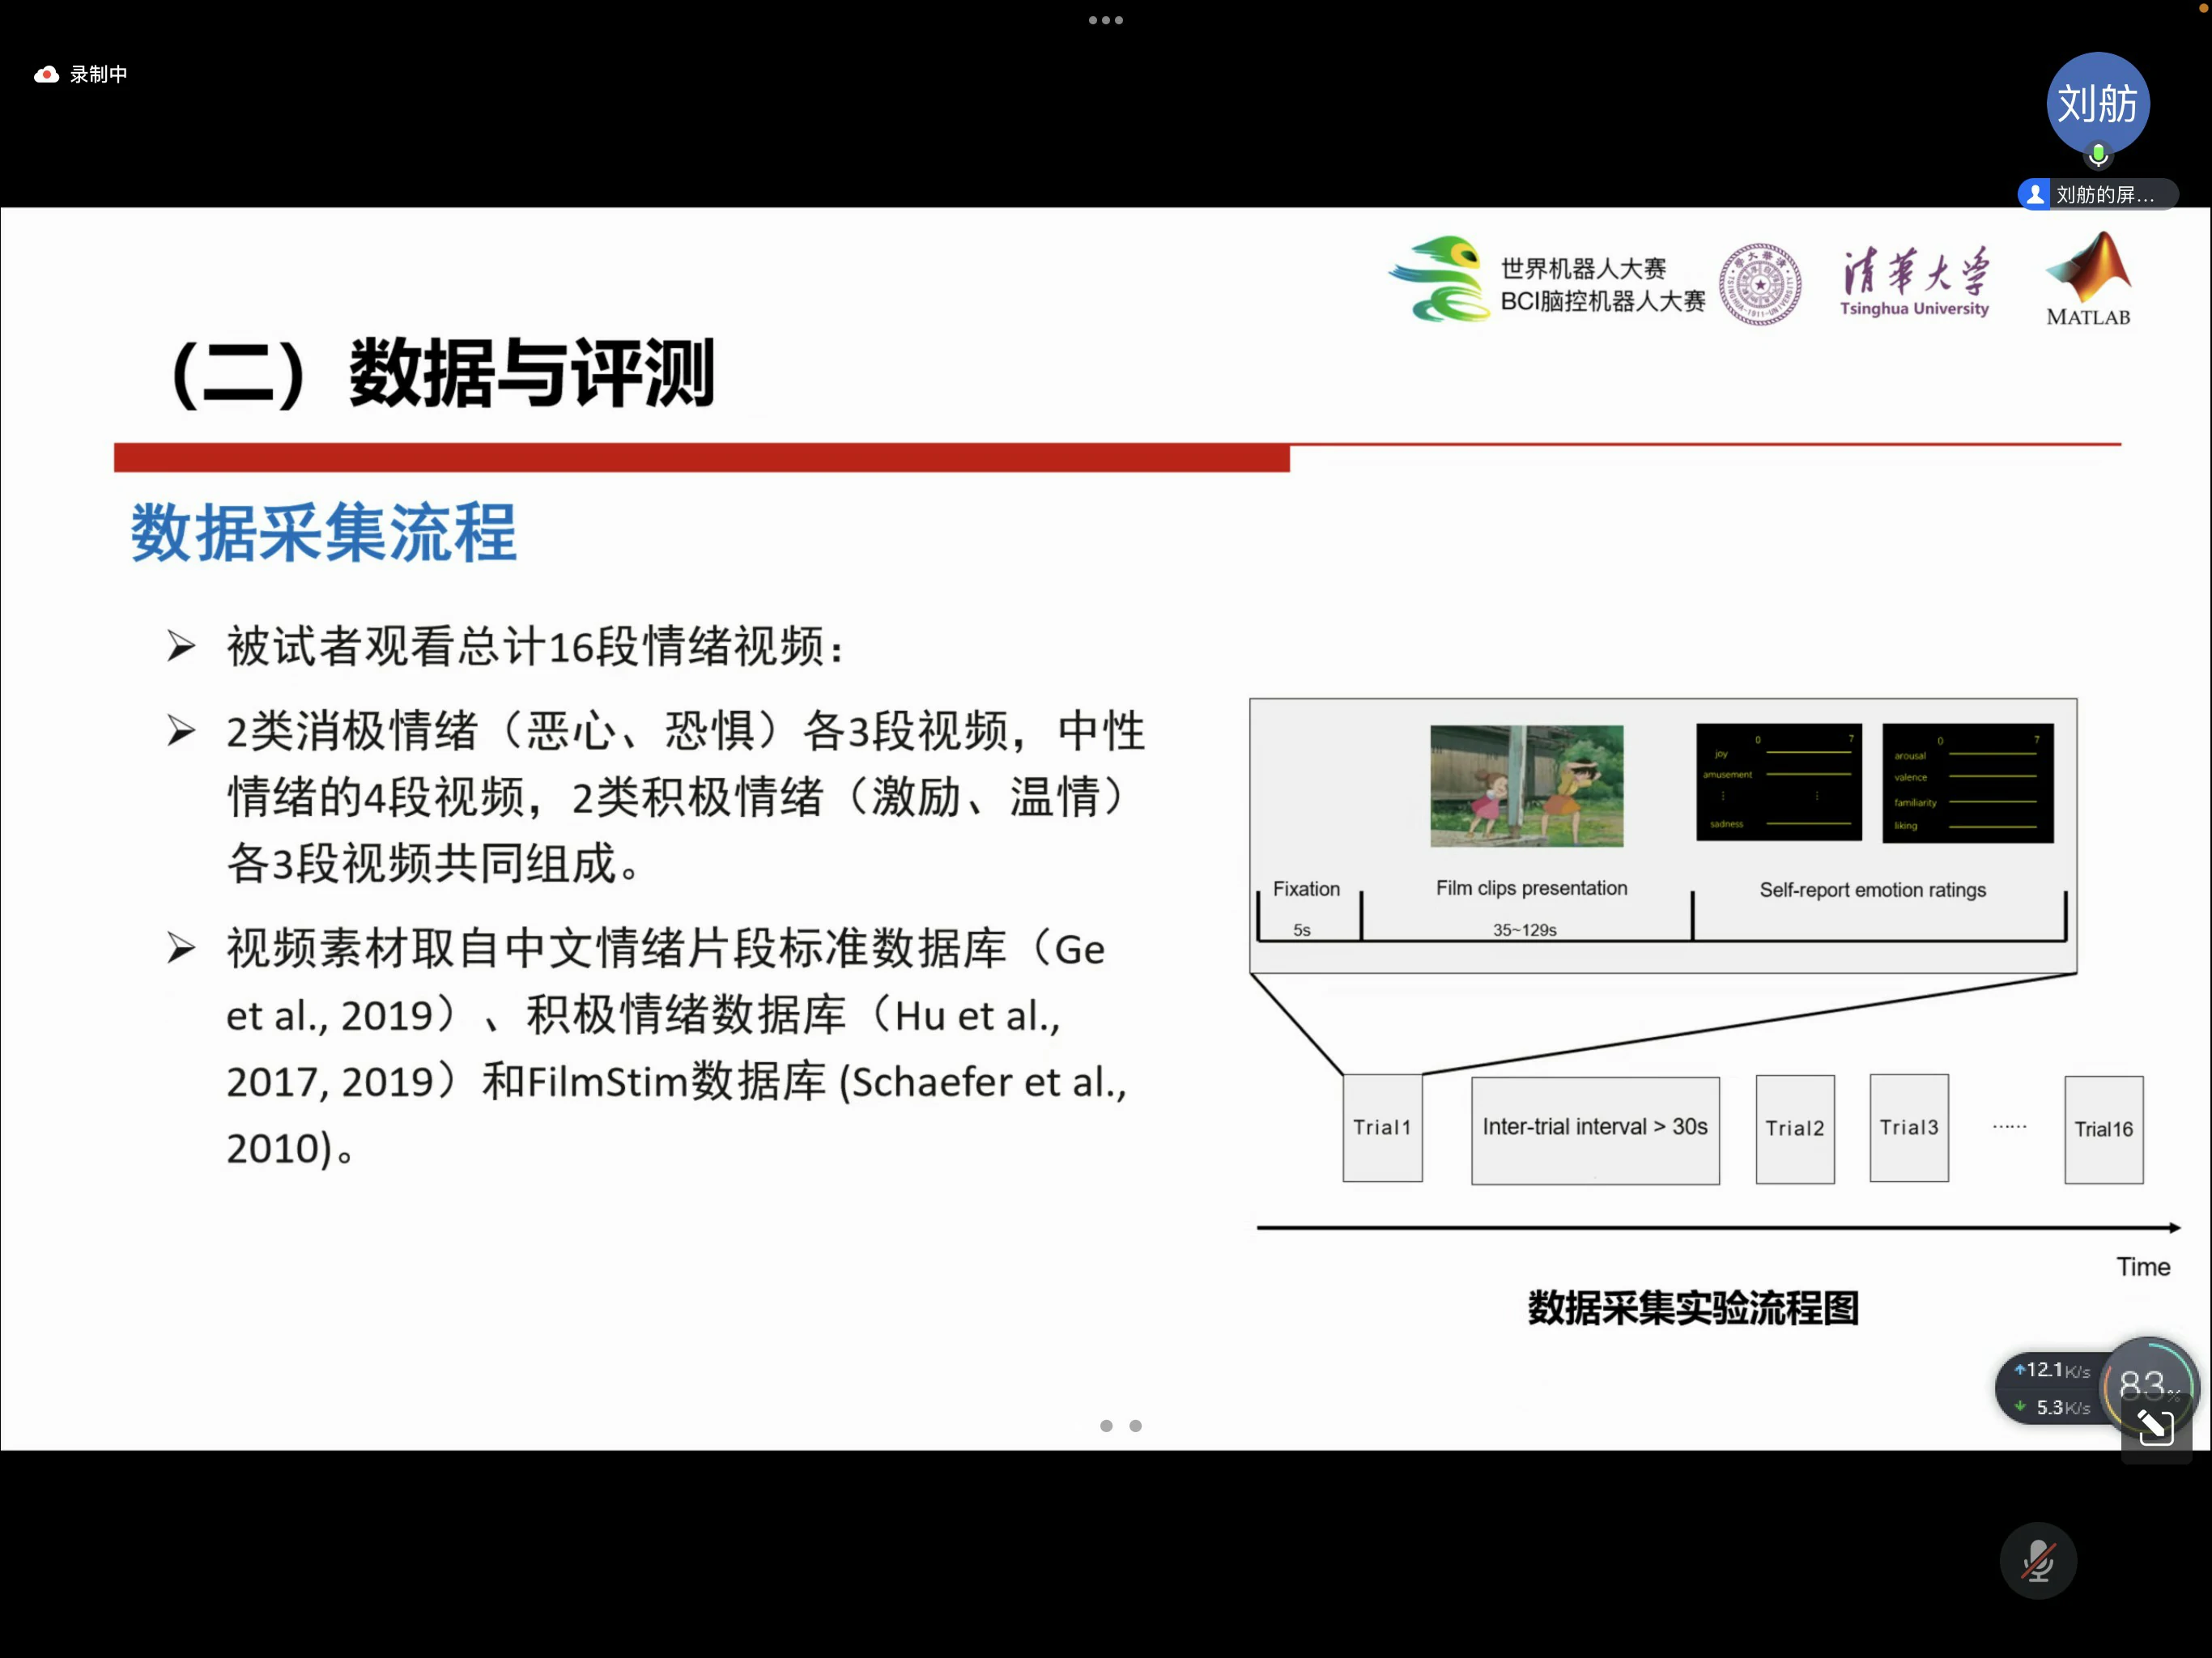 录制中
刘舫
刘舫的屏...
世界机器人大赛
BCI脑控机器人大赛
清华大学
Tsinghua University
MATLAB
（二）数据与评测
数据采集流程
➢ 被试者观看总计16段情绪视频：
➢ 2类消极情绪（恶心、恐惧）各3段视频，中性
情绪的4段视频，2类积极情绪（激励、温情）
各3段视频共同组成。
➢ 视频素材取自中文情绪片段标准数据库（Ge
et al., 2019）、积极情绪数据库（Hu et al.,
2017, 2019）和FilmStim数据库 (Schaefer et al.,
2010)。
0 7
joy
amusement
⋮ ⋮
sadness
0 7
arousal
valence
familiarity
liking
Fixation
Film clips presentation
Self-report emotion ratings
5s
35~129s
Trial1
Inter-trial interval > 30s
Trial2
Trial3
······
Trial16
Time
数据采集实验流程图
12.1K/s
5.3K/s
83%